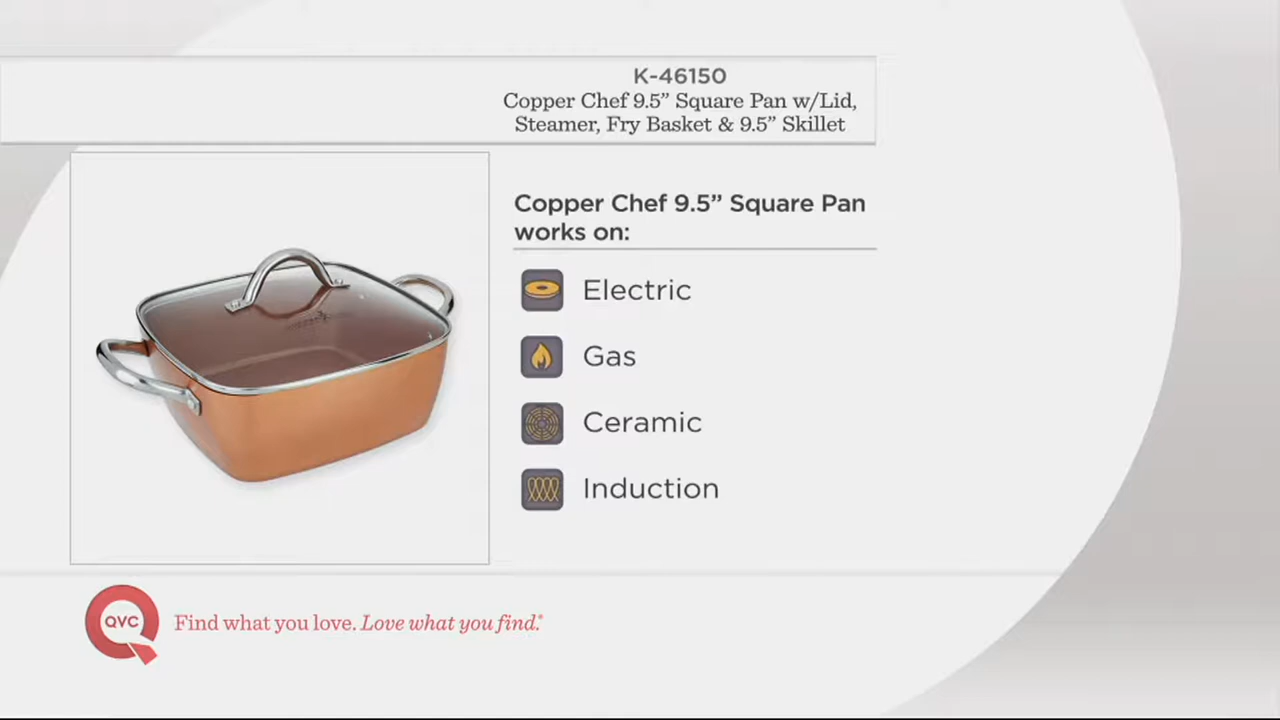 K-46150
Copper Chef 9.5” Square Pan w/Lid,
Steamer, Fry Basket & 9.5” Skillet
Copper Chef 9.5” Square Pan
works on:
Electric
Gas
Ceramic
Induction
QVC
Find what you love. Love what you find.®